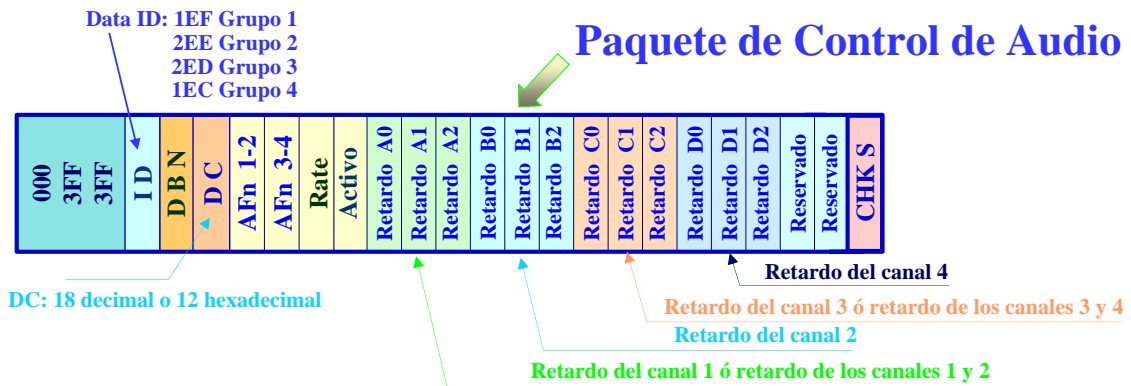 Data ID: 1EF Grupo 1
2EE Grupo 2
2ED Grupo 3
1EC Grupo 4
Paquete de Control de Audio
000
3FF
3FF
I D
D B N
D C
AFn 1-2
AFn 3-4
Rate
Activo
Retardo A0
Retardo A1
Retardo A2
Retardo B0
Retardo B1
Retardo B2
Retardo C0
Retardo C1
Retardo C2
Retardo D0
Retardo D1
Retardo D2
Reservado
Reservado
CHK S
DC: 18 decimal o 12 hexadecimal
Retardo del canal 4
Retardo del canal 3 ó retardo de los canales 3 y 4
Retardo del canal 2
Retardo del canal 1 ó retardo de los canales 1 y 2